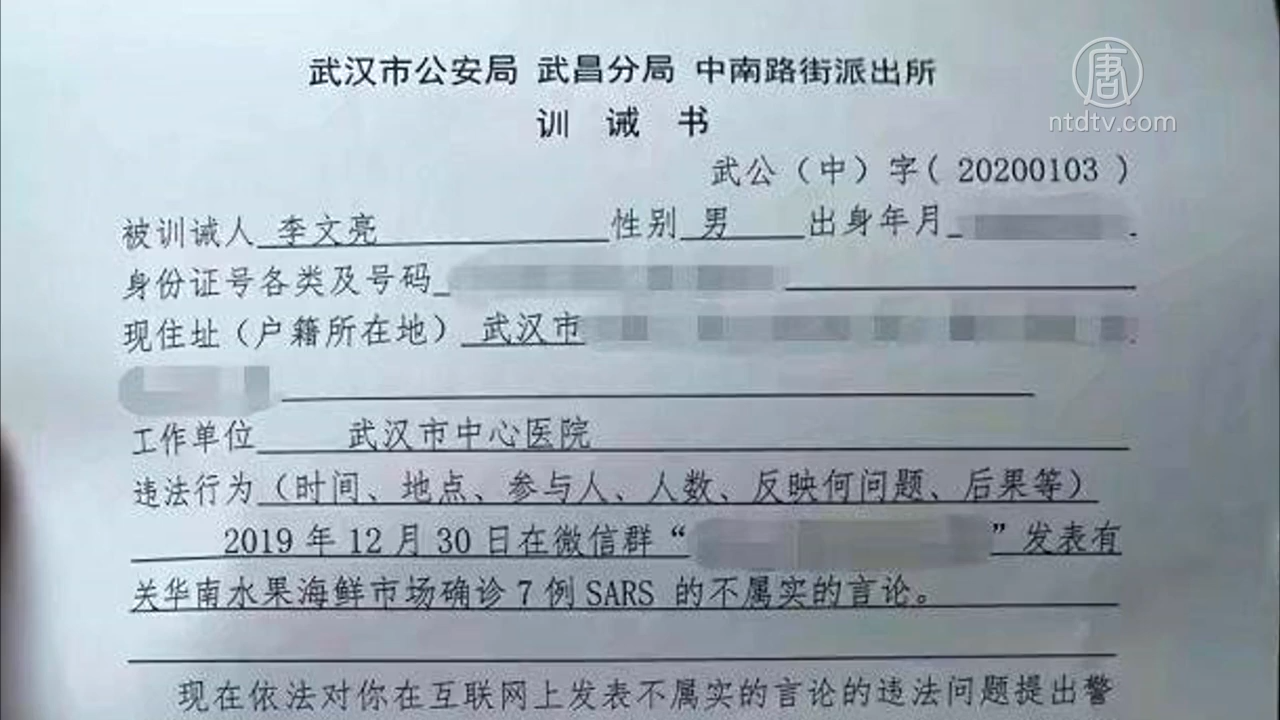 武汉市公安局 武昌分局 中南路街派出所
唐
ntdtv.com
训 诫 书
武公（中）字( 20200103 )
被训诫人 李文亮 性别 男 出身年月
身份证号各类及号码
现住址（户籍所在地） 武汉市
工作单位 武汉市中心医院
违法行为（时间、地点、参与人、人数、反映何问题、后果等）
2019 年 12 月 30 日在微信群“ ”发表有
关华南水果海鲜市场确诊 7 例 SARS 的不属实的言论。
现在依法对你在互联网上发表不属实的言论的违法问题提出警